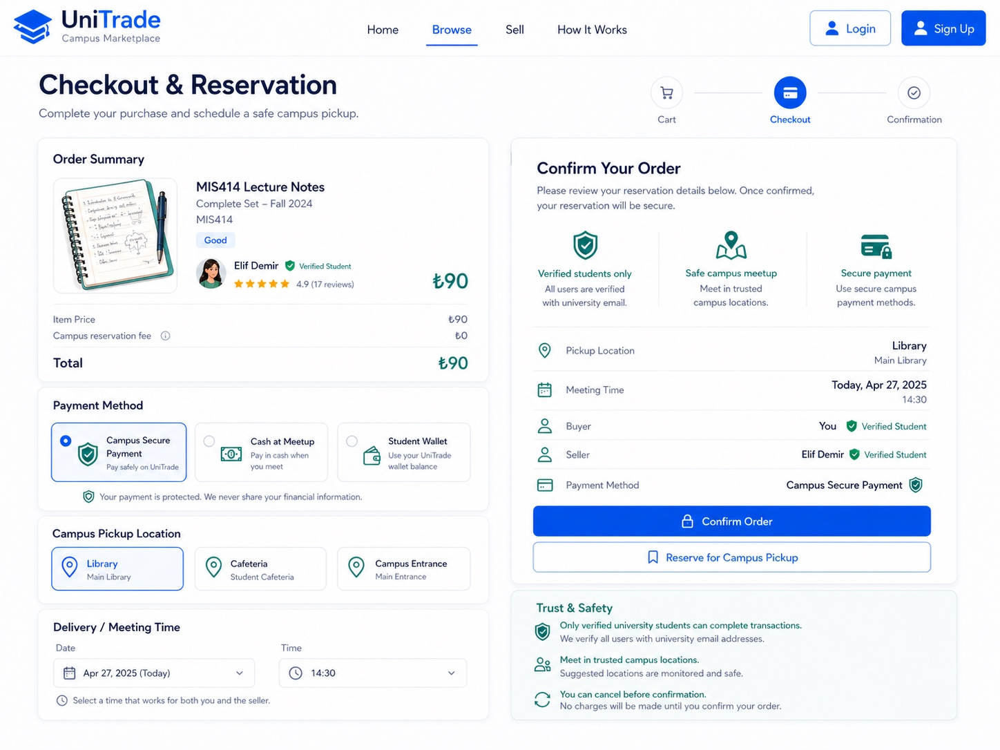 UniTrade
Campus Marketplace
Home
Browse
Sell
How It Works
Login
Sign Up
Checkout & Reservation
Complete your purchase and schedule a safe campus pickup.
Cart
Checkout
Confirmation
Order Summary
MIS414 Lecture Notes
Complete Set – Fall 2024
MIS414
Good
Elif Demir
Verified Student
4.9 (17 reviews)
₺90
Item Price
₺90
Campus reservation fee
₺0
Total
₺90
Payment Method
Campus Secure
Payment
Pay safely on UniTrade
Cash at Meetup
Pay in cash when
you meet
Student Wallet
Use your UniTrade
wallet balance
Your payment is protected. We never share your financial information.
Campus Pickup Location
Library
Main Library
Cafeteria
Student Cafeteria
Campus Entrance
Main Entrance
Delivery / Meeting Time
Date
Apr 27, 2025 (Today)
Time
14:30
Select a time that works for both you and the seller.
Confirm Your Order
Please review your reservation details below. Once confirmed,
your reservation will be secure.
Verified students only
All users are verified
with university email.
Safe campus meetup
Meet in trusted
campus locations.
Secure payment
Use secure campus
payment methods.
Pickup Location
Library
Main Library
Meeting Time
Today, Apr 27, 2025
14:30
Buyer
You
Verified Student
Seller
Elif Demir
Verified Student
Payment Method
Campus Secure Payment
Confirm Order
Reserve for Campus Pickup
Trust & Safety
Only verified university students can complete transactions.
We verify all users with university email addresses.
Meet in trusted campus locations.
Suggested locations are monitored and safe.
You can cancel before confirmation.
No charges will be made until you confirm your order.